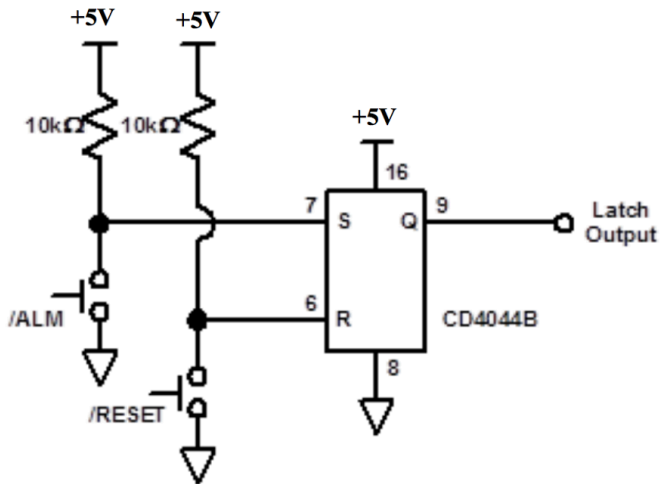 +5V +5V
10kΩ 10kΩ
+5V
16
7 S Q 9
Latch
Output
/ALM
6 R
CD4044B
8
/RESET